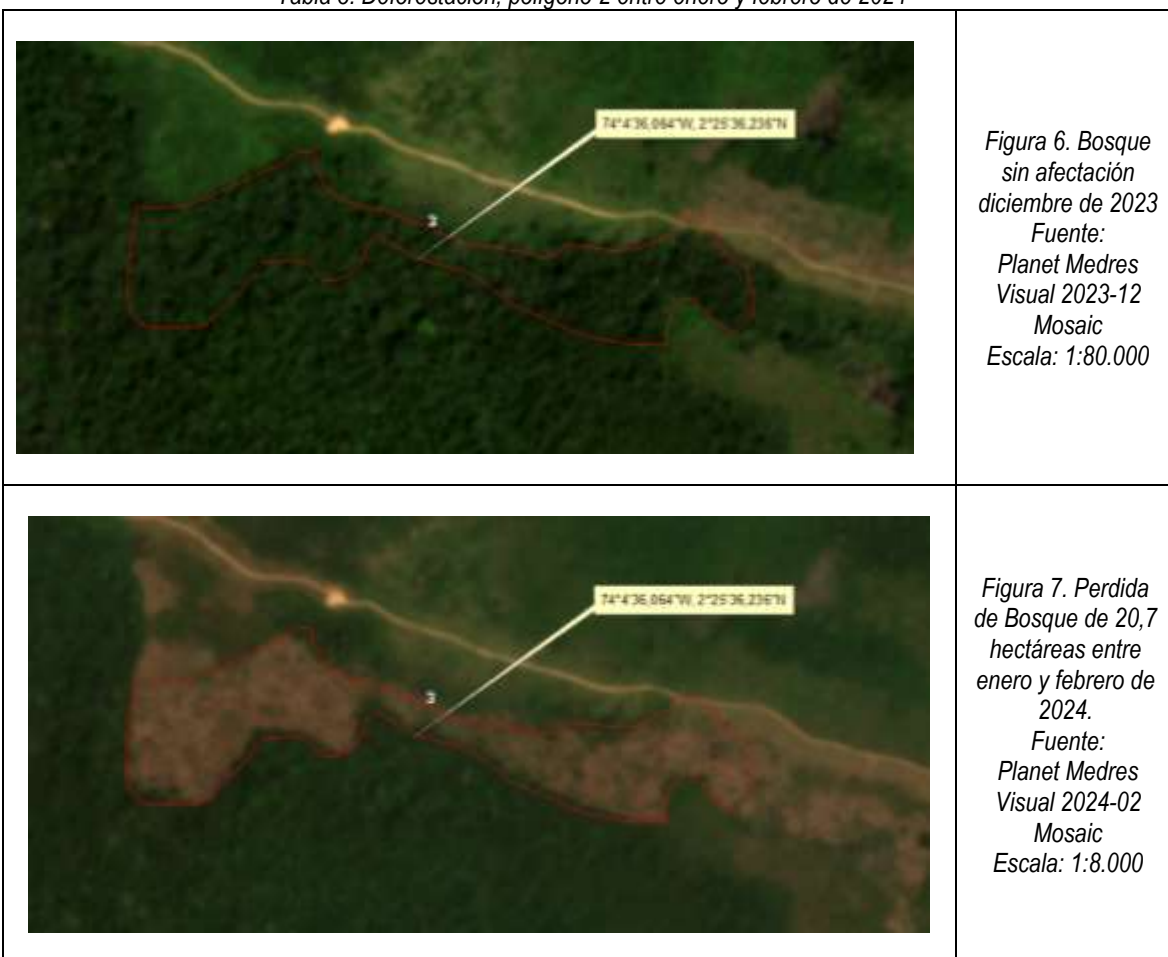 Tabla 3. Deforestación, polígono 2 entre enero y febrero de 2024
74°4'36,064"W, 2°25'36,236"N
3
Figura 6. Bosque
sin afectación
diciembre de 2023
Fuente:
Planet Medres
Visual 2023-12
Mosaic
Escala: 1:80.000
74°4'36,064"W, 2°25'36,236"N
3
Figura 7. Perdida
de Bosque de 20,7
hectáreas entre
enero y febrero de
2024.
Fuente:
Planet Medres
Visual 2024-02
Mosaic
Escala: 1:8.000